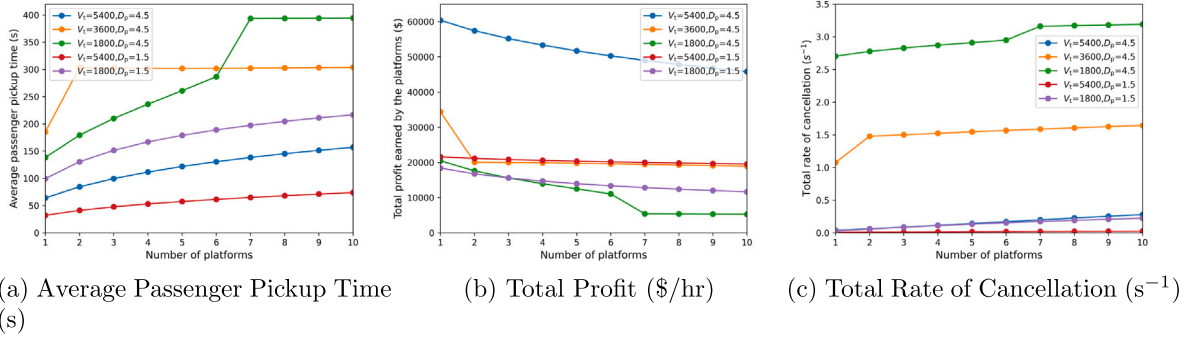 Average passenger pickup time (s)
400
350
300
250
200
150
100
50
0
1 2 3 4 5 6 7 8 9 10
Number of platforms
Vt=5400,Dp=4.5
Vt=3600,Dp=4.5
Vt=1800,Dp=4.5
Vt=5400,Dp=1.5
Vt=1800,Dp=1.5
(a) Average Passenger Pickup Time
(s)
Total profit earned by the platforms ($)
60000
50000
40000
30000
20000
10000
0
1 2 3 4 5 6 7 8 9 10
Number of platforms
Vt=5400,Dp=4.5
Vt=3600,Dp=4.5
Vt=1800,Dp=4.5
Vt=5400,Dp=1.5
Vt=1800,Dp=1.5
(b) Total Profit ($/hr)
Total rate of cancellation (s⁻¹)
3.5
3.0
2.5
2.0
1.5
1.0
0.5
0.0
1 2 3 4 5 6 7 8 9 10
Number of platforms
Vt=5400,Dp=4.5
Vt=3600,Dp=4.5
Vt=1800,Dp=4.5
Vt=5400,Dp=1.5
Vt=1800,Dp=1.5
(c) Total Rate of Cancellation (s⁻¹)